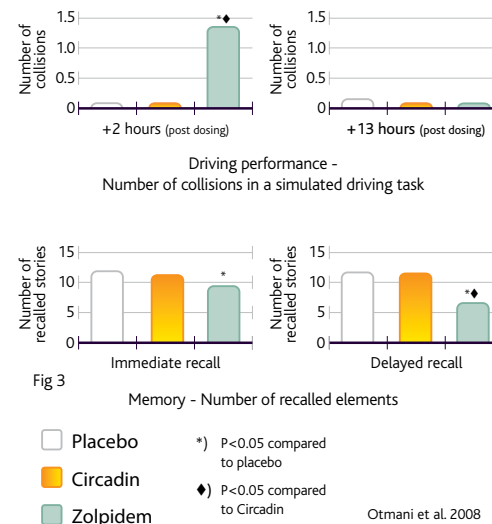 Number of
collisions
1.5
1.0
0.5
0
*♦
+2 hours (post dosing)
Number of
collisions
1.5
1.0
0.5
0
+13 hours (post dosing)
Driving performance -
Number of collisions in a simulated driving task
Number of
recalled stories
15
10
5
0
*
Immediate recall
Number of
recalled stories
15
10
5
0
*♦
Delayed recall
Fig 3
Memory - Number of recalled elements
Placebo
Circadin
Zolpidem
*) P<0.05 compared
to placebo
♦) P<0.05 compared
to Circadin
Otmani et al. 2008